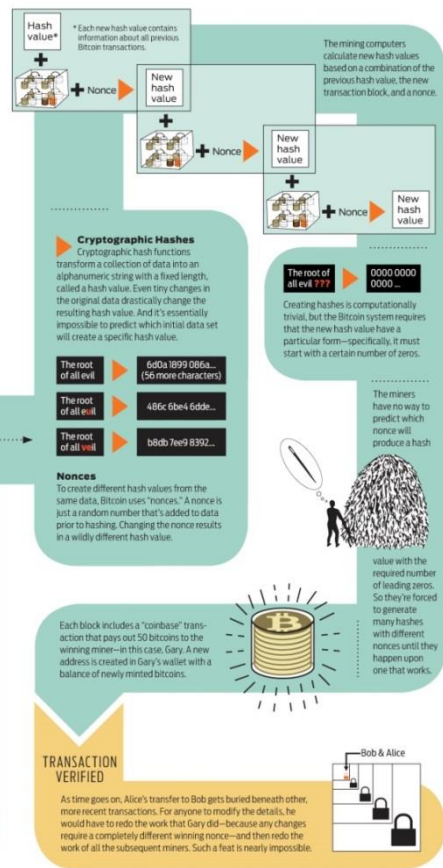 Hash
value*
* Each new hash value contains
information about all previous
Bitcoin transactions.
+
+ Nonce
New
hash
value
+
+ Nonce
New
hash
value
+
+ Nonce
New
hash
value
The mining computers
calculate new hash values
based on a combination of the
previous hash value, the new
transaction block, and a nonce.
Cryptographic Hashes
Cryptographic hash functions
transform a collection of data into an
alphanumeric string with a fixed length,
called a hash value. Even tiny changes
in the original data drastically change the
resulting hash value. And it's essentially
impossible to predict which initial data set
will create a specific hash value.
The root
of all evil
6d0a 1899 086a...
(56 more characters)
The root
of all euil
486c 6be4 6dde...
The root
of all veil
b8db 7ee9 8392...
Nonces
To create different hash values from the
same data, Bitcoin uses "nonces." A nonce is
just a random number that's added to data
prior to hashing. Changing the nonce results
in a wildly different hash value.
The root of
all evil ???
0000 0000
0000 ...
Creating hashes is computationally
trivial, but the Bitcoin system requires
that the new hash value have a
particular form—specifically, it must
start with a certain number of zeros.
The miners
have no way to
predict which
nonce will
produce a hash
value with the
required number
of leading zeros.
So they're forced
to generate
many hashes
with different
nonces until they
happen upon
one that works.
Each block includes a "coinbase" trans-
action that pays out 50 bitcoins to the
winning miner—in this case, Gary. A new
address is created in Gary's wallet with a
balance of newly minted bitcoins.
B
TRANSACTION
VERIFIED
As time goes on, Alice's transfer to Bob gets buried beneath other,
more recent transactions. For anyone to modify the details, he
would have to redo the work that Gary did—because any changes
require a completely different winning nonce—and then redo the
work of all the subsequent miners. Such a feat is nearly impossible.
Bob & Alice